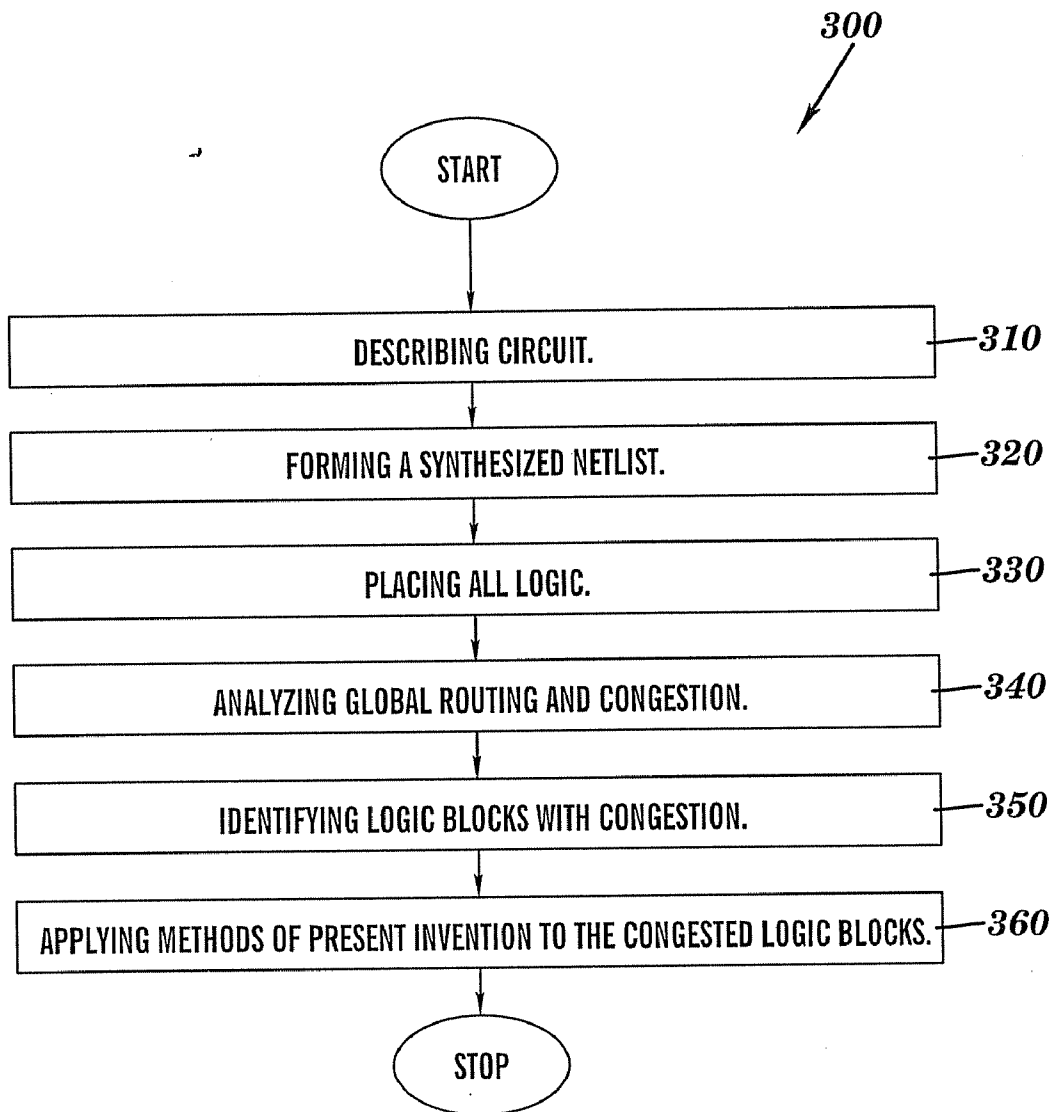 300
START
DESCRIBING CIRCUIT.
310
FORMING A SYNTHESIZED NETLIST.
320
PLACING ALL LOGIC.
330
ANALYZING GLOBAL ROUTING AND CONGESTION.
340
IDENTIFYING LOGIC BLOCKS WITH CONGESTION.
350
APPLYING METHODS OF PRESENT INVENTION TO THE CONGESTED LOGIC BLOCKS.
360
STOP